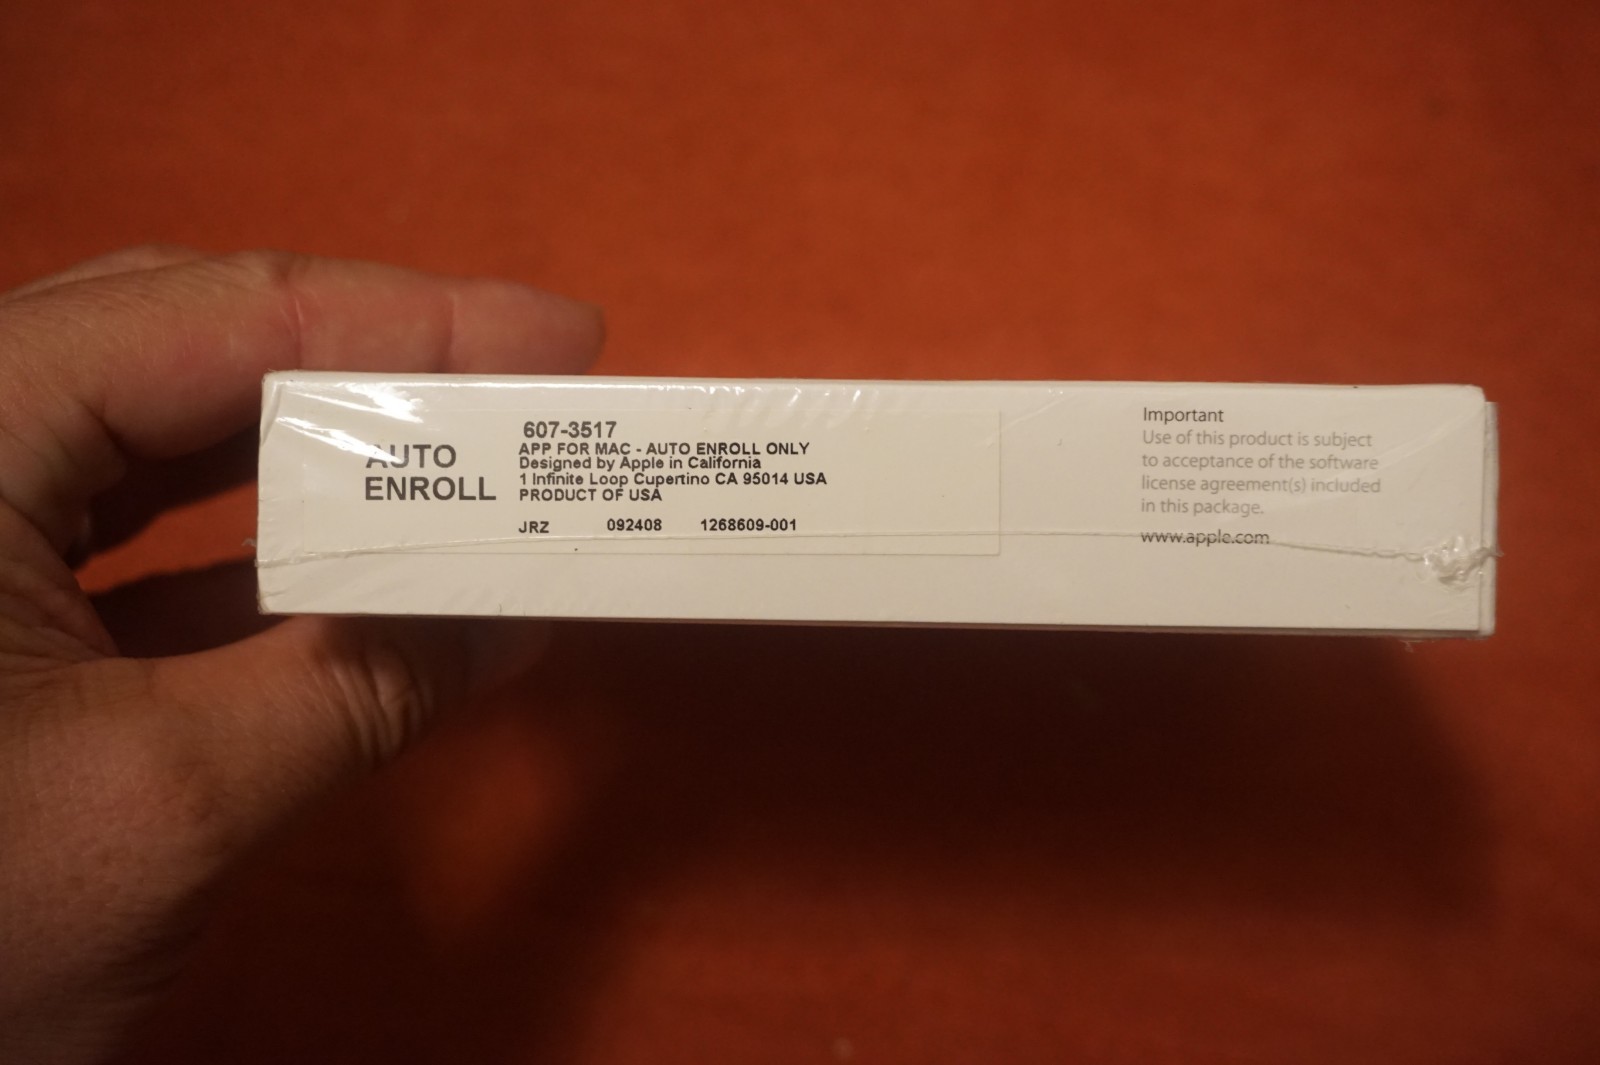 AUTO
ENROLL
607-3517
APP FOR MAC - AUTO ENROLL ONLY
Designed by Apple in California
1 Infinite Loop Cupertino CA 95014 USA
PRODUCT OF USA
JRZ 092408 1268609-001
Important
Use of this product is subject
to acceptance of the software
license agreement(s) included
in this package.
www.apple.com